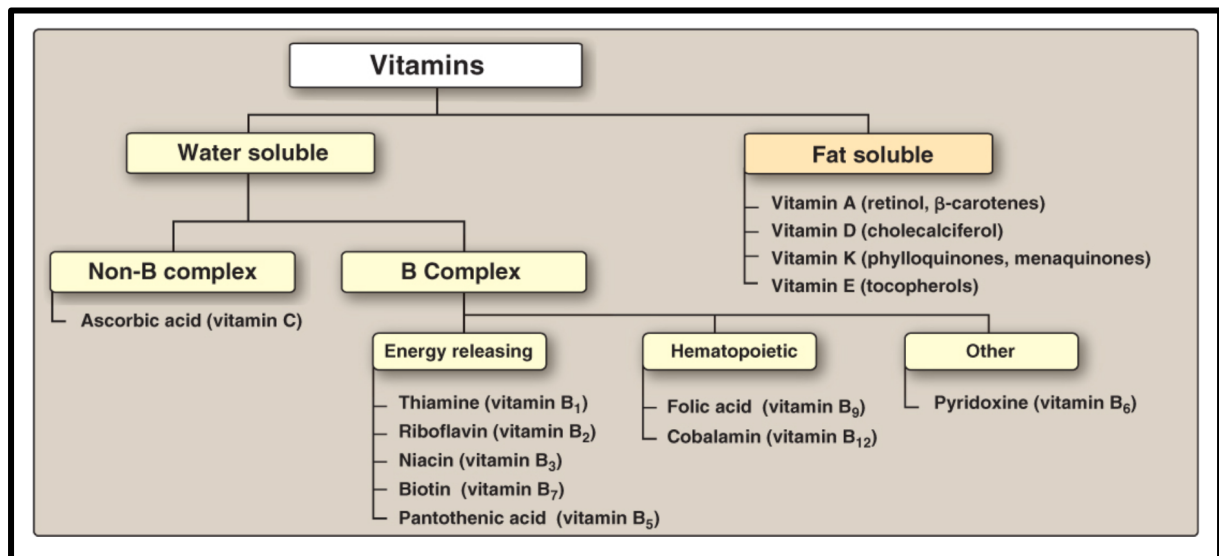 Vitamins
Water soluble
Fat soluble
Vitamin A (retinol, β-carotenes)
Vitamin D (cholecalciferol)
Vitamin K (phylloquinones, menaquinones)
Vitamin E (tocopherols)
Non-B complex
B Complex
Ascorbic acid (vitamin C)
Energy releasing
Hematopoietic
Other
Thiamine (vitamin B₁)
Riboflavin (vitamin B₂)
Niacin (vitamin B₃)
Biotin (vitamin B₇)
Pantothenic acid (vitamin B₅)
Folic acid (vitamin B₉)
Cobalamin (vitamin B₁₂)
Pyridoxine (vitamin B₆)